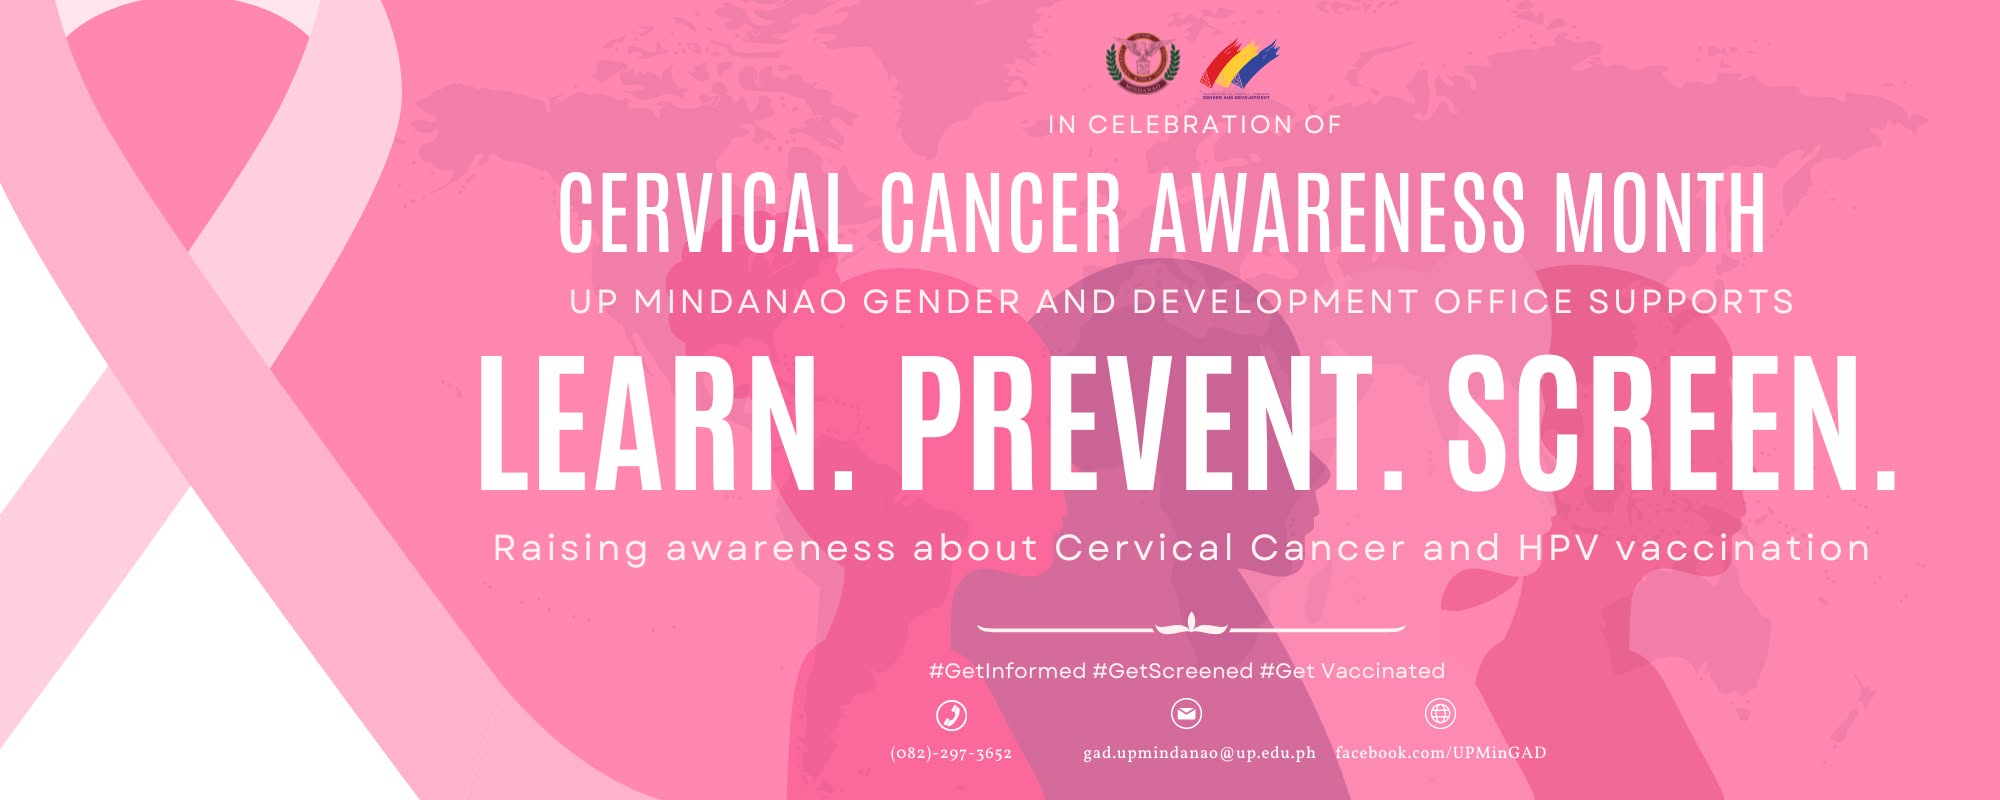 MINDANAO
GENDER AND DEVELOPMENT
IN CELEBRATION OF
CERVICAL CANCER AWARENESS MONTH
UP MINDANAO GENDER AND DEVELOPMENT OFFICE SUPPORTS
LEARN. PREVENT. SCREEN.
Raising awareness about Cervical Cancer and HPV vaccination
#GetInformed #GetScreened #Get Vaccinated
(082)-297-3652
gad.upmindanao@up.edu.ph
facebook.com/UPMinGAD